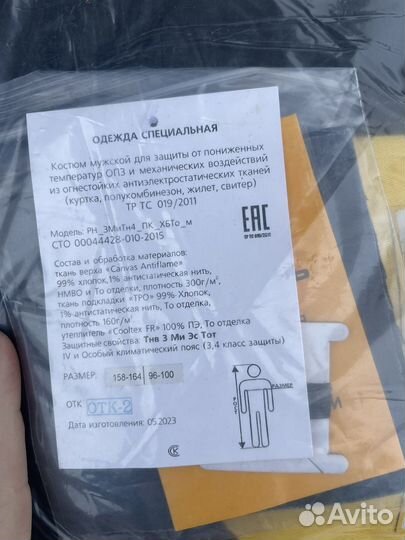 ОДЕЖДА СПЕЦИАЛЬНАЯ
Костюм мужской для защиты от пониженных
температур ОПЗ и механических воздействий
из огнестойких антиэлектростатических тканей
(куртка, полукомбинезон, жилет, свитер)
ТР ТС 019/2011
Модель: РН_ЗМиТн4_ПК_ХБТо_м
СТО 00044428-010-2015
EAC
Состав и обработка материалов:
ткань верха «Canvas Antiflame»
99% хлопок,1% антистатическая нить,
НМВО и То отделки, плотность 300г/м²,
ткань подкладки «ТРО» 99% Хлопок,
1% антистатическая нить, То отделка,
плотность 160г/м².
утеплитель «Cooltex FR» 100% ПЭ, То отделка
Защитные свойства: Тнв З Ми Эс Тот
IV и Особый климатический пояс (3,4 класс защиты)
РАЗМЕР: 158-164 96-100
РАЗМЕР
РОСТ
ОТК ОТК-2
Дата изготовления: 05.2023
Avito